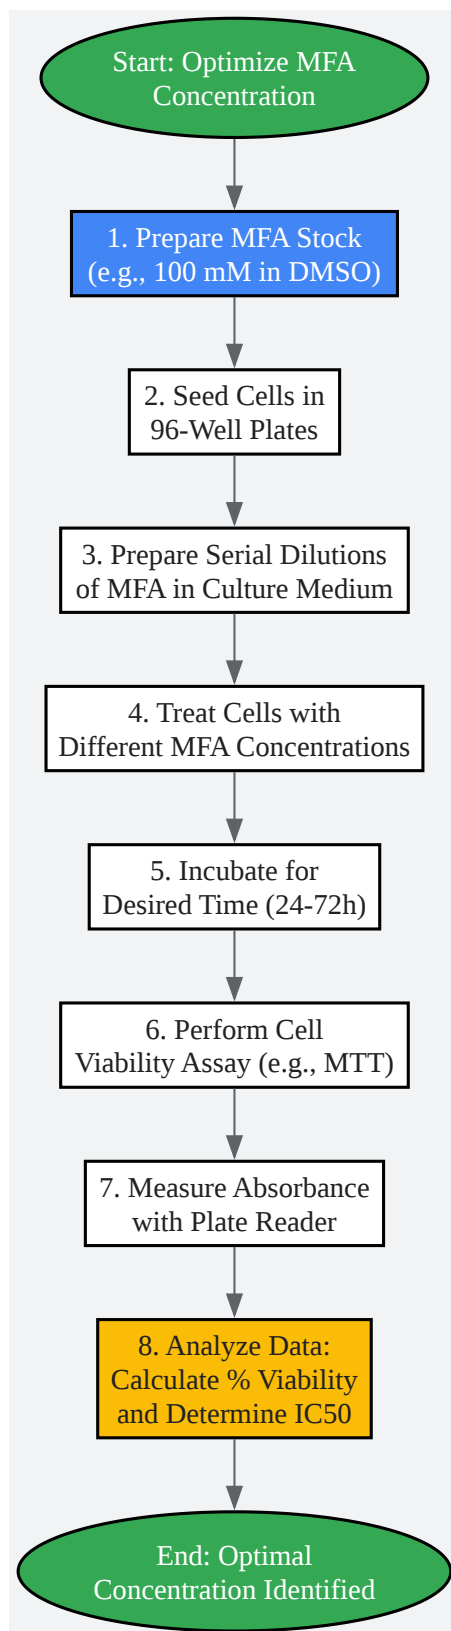 Start: Optimize MFA
Concentration
1. Prepare MFA Stock
(e.g., 100 mM in DMSO)
2. Seed Cells in
96-Well Plates
3. Prepare Serial Dilutions
of MFA in Culture Medium
4. Treat Cells with
Different MFA Concentrations
5. Incubate for
Desired Time (24-72h)
6. Perform Cell
Viability Assay (e.g., MTT)
7. Measure Absorbance
with Plate Reader
8. Analyze Data:
Calculate % Viability
and Determine IC50
End: Optimal
Concentration Identified